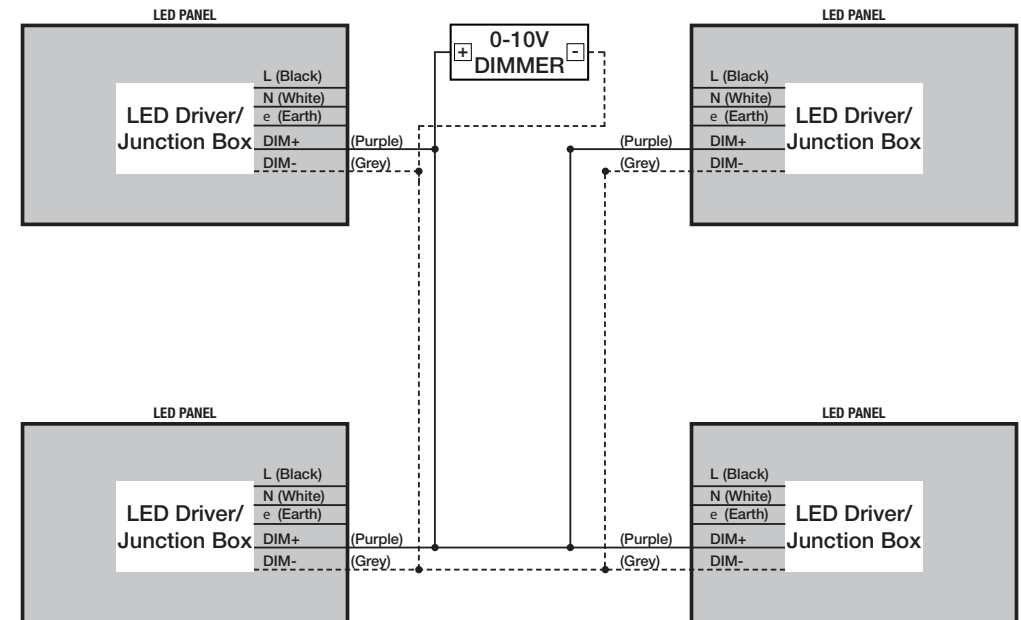 LED PANEL
L (Black)
N (White)
e (Earth)
LED Driver/
Junction Box
DIM+
(Purple)
DIM-
(Grey)
+
0-10V
DIMMER
-
LED PANEL
L (Black)
N (White)
e (Earth)
LED Driver/
Junction Box
(Purple)
DIM+
(Grey)
DIM-
LED PANEL
L (Black)
N (White)
e (Earth)
LED Driver/
Junction Box
DIM+
(Purple)
DIM-
(Grey)
LED PANEL
L (Black)
N (White)
e (Earth)
LED Driver/
Junction Box
(Purple)
DIM+
(Grey)
DIM-